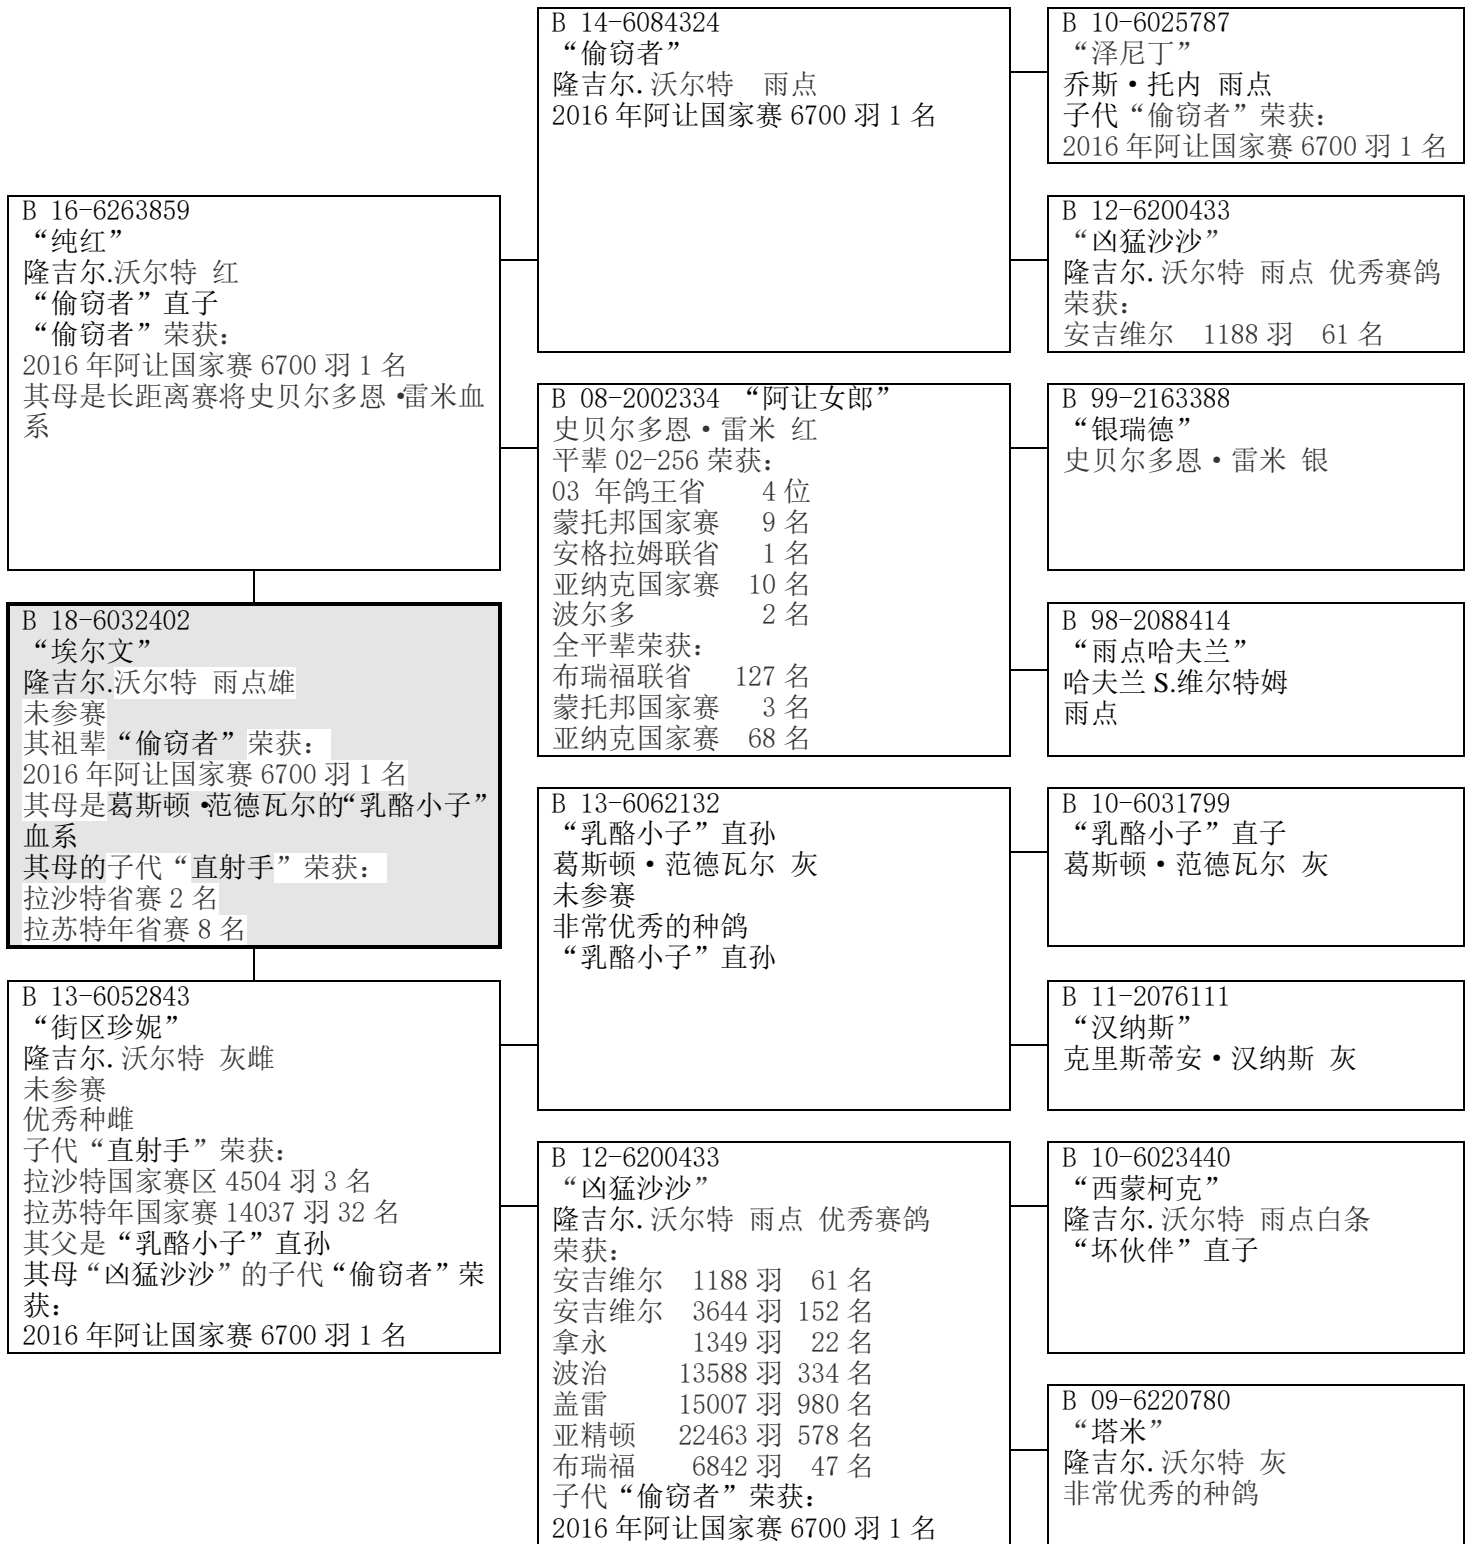 B 14-6084324
“偷窃者”
隆吉尔.沃尔特 雨点
2016 年阿让国家赛 6700 羽 1 名
B 10-6025787
“泽尼丁”
乔斯·托内 雨点
子代“偷窃者”荣获：
2016 年阿让国家赛 6700 羽 1 名
B 16-6263859
“纯红”
隆吉尔.沃尔特 红
“偷窃者”直子
“偷窃者”荣获：
2016 年阿让国家赛 6700 羽 1 名
其母是长距离赛将史贝尔多恩·雷米血
系
B 12-6200433
“凶猛沙沙”
隆吉尔.沃尔特 雨点 优秀赛鸽
荣获：
安吉维尔 1188 羽 61 名
B 08-2002334 “阿让女郎”
史贝尔多恩·雷米 红
平辈 02-256 荣获：
03 年鸽王省 4 位
蒙托邦国家赛 9 名
安格拉姆联省 1 名
亚纳克国家赛 10 名
波尔多 2 名
全平辈荣获：
布瑞福联省 127 名
蒙托邦国家赛 3 名
亚纳克国家赛 68 名
B 99-2163388
“银瑞德”
史贝尔多恩·雷米 银
B 98-2088414
“雨点哈夫兰”
哈夫兰 S.维尔特姆
雨点
B 18-6032402
“埃尔文”
隆吉尔.沃尔特 雨点雄
未参赛
其祖辈“偷窃者”荣获：
2016 年阿让国家赛 6700 羽 1 名
其母是葛斯顿·范德瓦尔的“乳酪小子”
血系
其母的子代“直射手”荣获：
拉沙特省赛 2 名
拉苏特年省赛 8 名
B 13-6062132
“乳酪小子”直孙
葛斯顿·范德瓦尔 灰
未参赛
非常优秀的种鸽
“乳酪小子”直孙
B 10-6031799
“乳酪小子”直子
葛斯顿·范德瓦尔 灰
B 11-2076111
“汉纳斯”
克里斯蒂安·汉纳斯 灰
B 13-6052843
“街区珍妮”
隆吉尔.沃尔特 灰雌
未参赛
优秀种雌
子代“直射手”荣获：
拉沙特国家赛区 4504 羽 3 名
拉苏特年国家赛 14037 羽 32 名
其父是“乳酪小子”直孙
其母“凶猛沙沙”的子代“偷窃者”荣
获：
2016 年阿让国家赛 6700 羽 1 名
B 12-6200433
“凶猛沙沙”
隆吉尔.沃尔特 雨点 优秀赛鸽
荣获：
安吉维尔 1188 羽 61 名
安吉维尔 3644 羽 152 名
拿永 1349 羽 22 名
波治 13588 羽 334 名
盖雷 15007 羽 980 名
亚精顿 22463 羽 578 名
布瑞福 6842 羽 47 名
子代“偷窃者”荣获：
2016 年阿让国家赛 6700 羽 1 名
B 10-6023440
“西蒙柯克”
隆吉尔.沃尔特 雨点白条
“坏伙伴”直子
B 09-6220780
“塔米”
隆吉尔.沃尔特 灰
非常优秀的种鸽